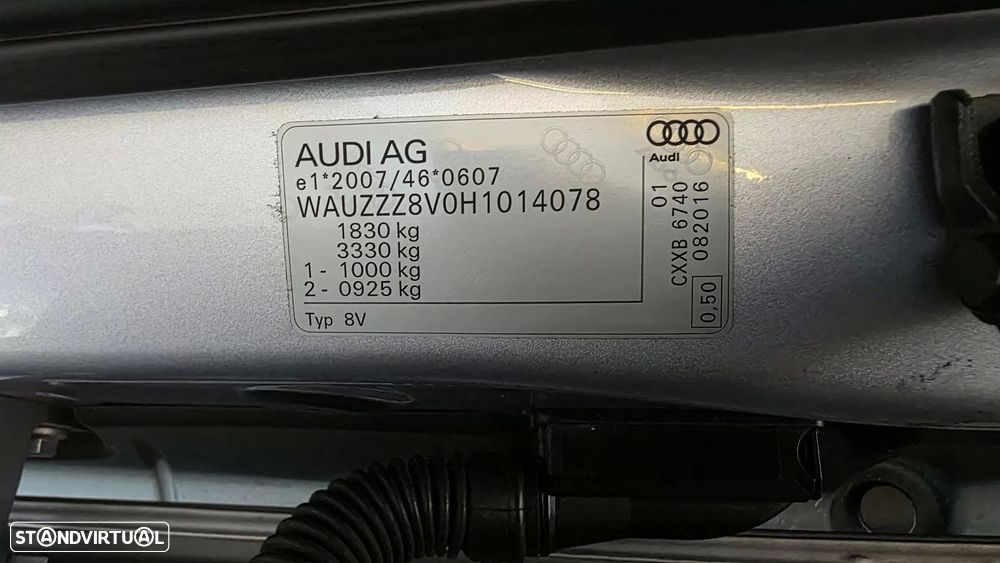 AUDI AG
e1*2007/46*0607
WAUZZZ8V0H1014078
1830 kg
3330 kg
1 - 1000 kg
2 - 0925 kg
Typ 8V
Audi
01
CXXB 6740
082016
0,50
STANDVIRTUAL